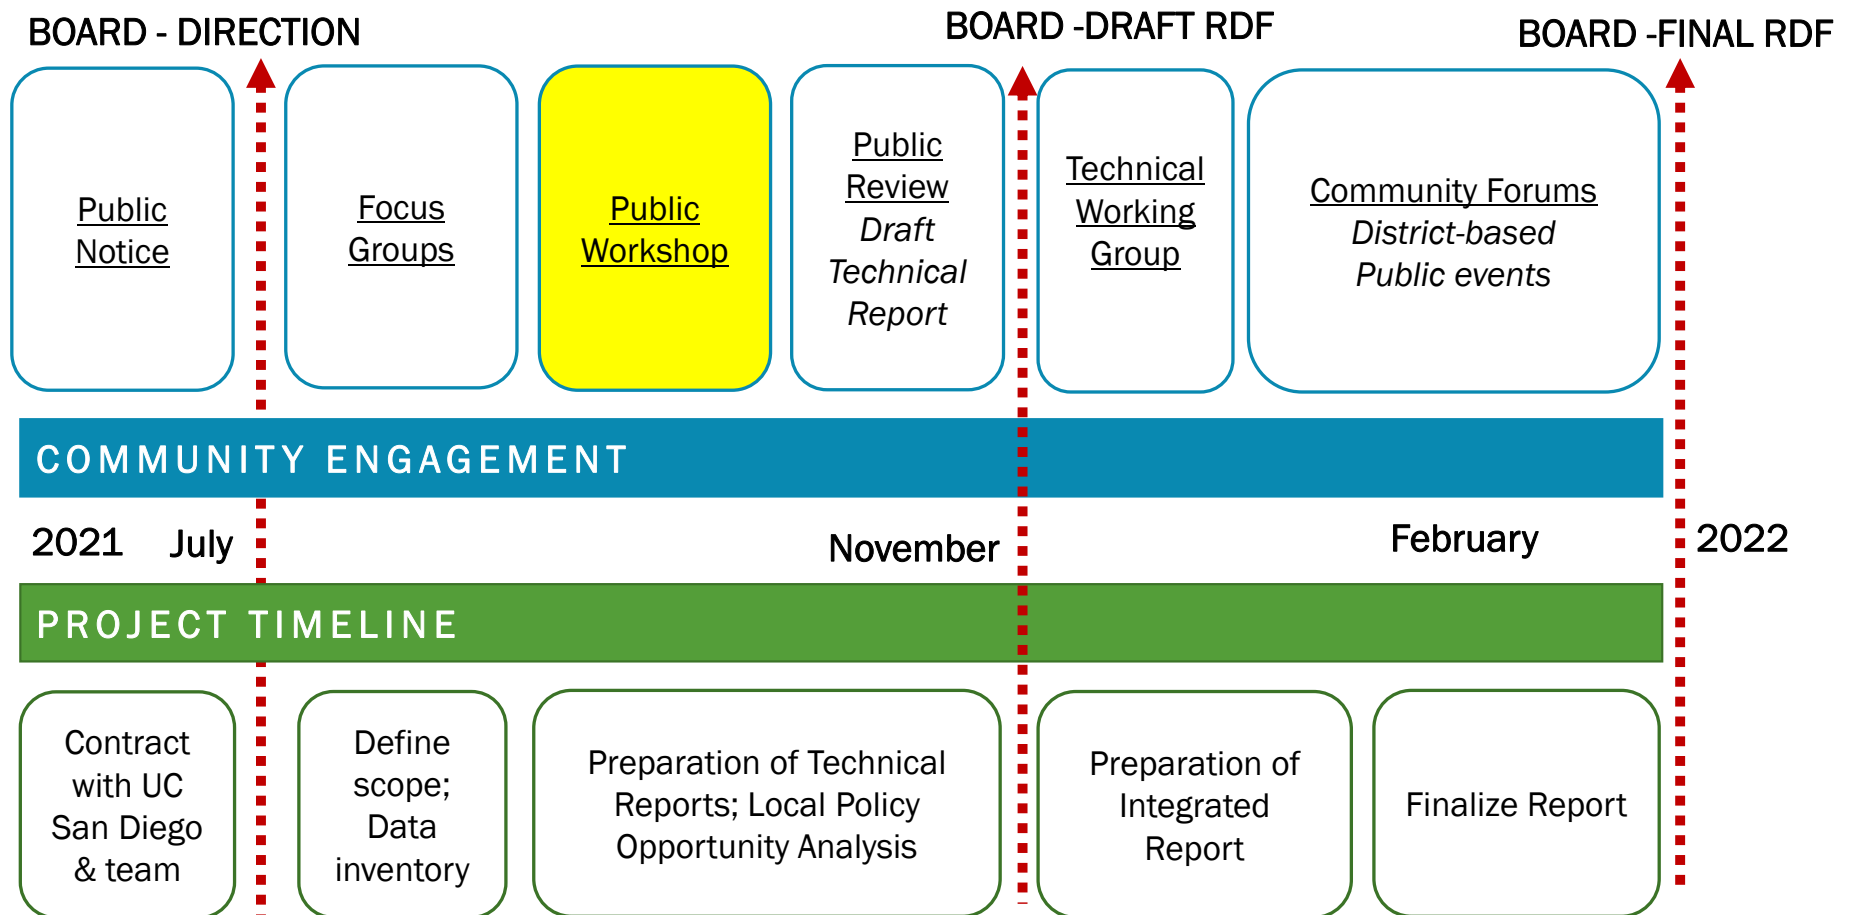 BOARD - DIRECTION
BOARD -DRAFT RDF
BOARD -FINAL RDF
Public
Notice
Focus
Groups
Public
Workshop
Public
Review
Draft
Technical
Report
Technical
Working
Group
Community Forums
District-based
Public events
COMMUNITY ENGAGEMENT
2021
July
November
February
2022
PROJECT TIMELINE
Contract
with UC
San Diego
& team
Define
scope;
Data
inventory
Preparation of Technical
Reports; Local Policy
Opportunity Analysis
Preparation of
Integrated
Report
Finalize Report